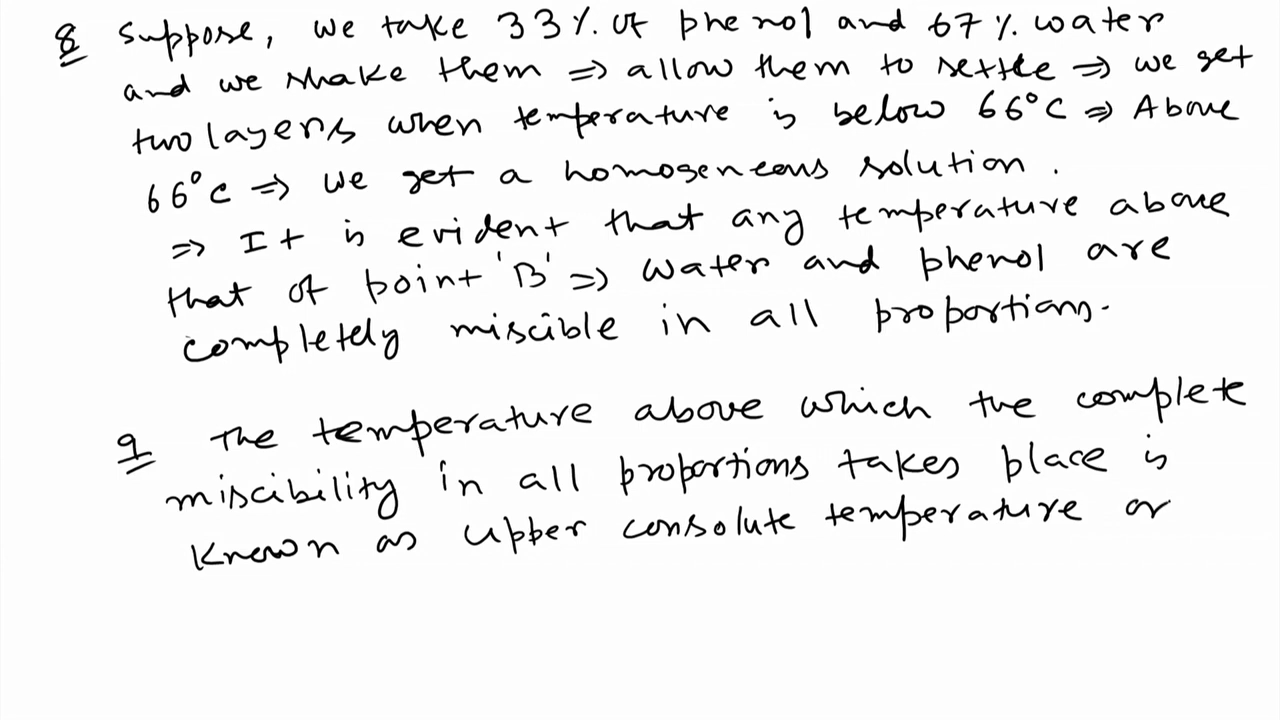 8 Suppose, we take 33%. of phenol and 67%. water
and we shake them ⇒ allow them to settle ⇒ we get
two layers when temperature is below 66°C ⇒ Above
66°C ⇒ we get a homogeneous solution.
⇒ It is evident that any temperature above
that of point 'B' ⇒ Water and phenol are
completely miscible in all proportions.
9 The temperature above which the complete
miscibility in all proportions takes place is
known as upper consolute temperature or